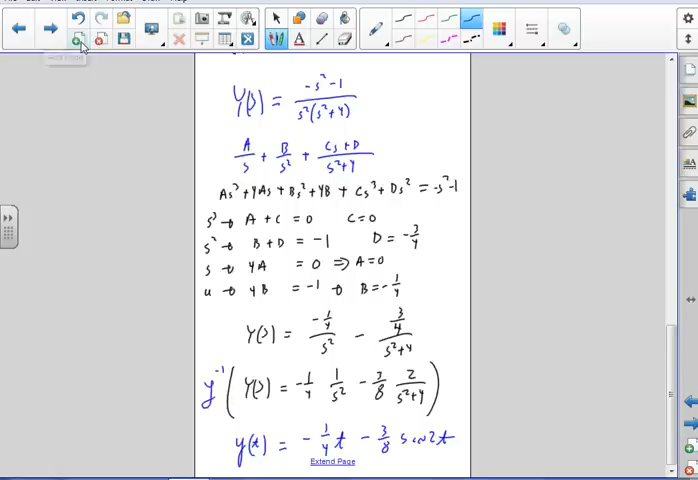 Y(s) = -s²-1 / s²(s²+4)
A/s + B/s² + Cs+D / s²+4
As³+4As+Bs²+4B + Cs³+Ds² = -s²-1
s³→ A + C = 0 C=0
s²→ B+D = -1 D = -3/4
s → 4A = 0 ⇒ A=0
u → 4B = -1 → B=-1/4
Y(s) = -1/4 / s² - 3/4 / s²+4
y⁻¹( Y(s) = -1/4 1/s² - 3/8 2/s²+4 )
y(t) = -1/4 t - 3/8 sin2t
Extend Page